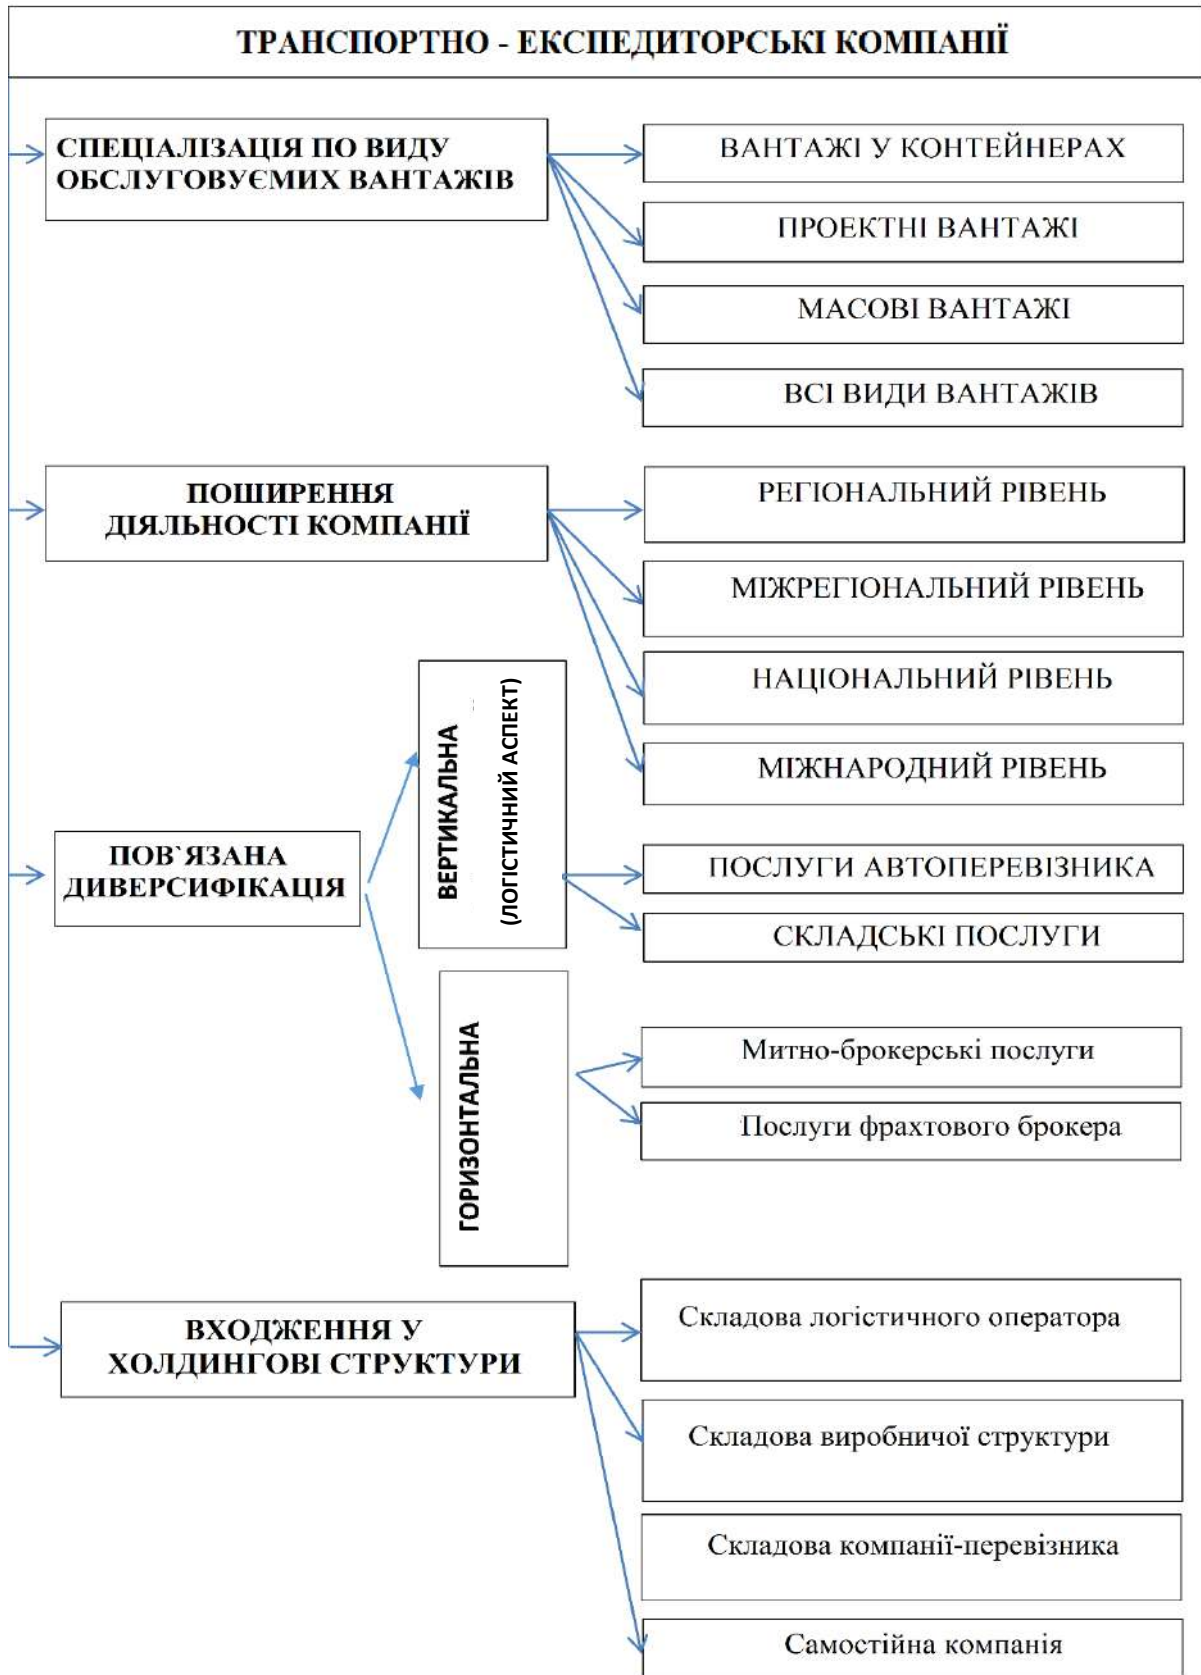 ТРАНСПОРТНО - ЕКСПЕДИТОРСЬКІ КОМПАНІЇ
СПЕЦІАЛІЗАЦІЯ ПО ВИДУ
ОБСЛУГОВУЄМИХ ВАНТАЖІВ
ВАНТАЖІ У КОНТЕЙНЕРАХ
ПРОЕКТНІ ВАНТАЖІ
МАСОВІ ВАНТАЖІ
ВСІ ВИДИ ВАНТАЖІВ
ПОШИРЕННЯ
ДІЯЛЬНОСТІ КОМПАНІЇ
РЕГІОНАЛЬНИЙ РІВЕНЬ
МІЖРЕГІОНАЛЬНИЙ РІВЕНЬ
НАЦІОНАЛЬНИЙ РІВЕНЬ
МІЖНАРОДНИЙ РІВЕНЬ
ПОВ`ЯЗАНА
ДИВЕРСИФІКАЦІЯ
ВЕРТИКАЛЬНА
(ЛОГІСТИЧНИЙ АСПЕКТ)
ПОСЛУГИ АВТОПЕРЕВІЗНИКА
СКЛАДСЬКІ ПОСЛУГИ
ГОРИЗОНТАЛЬНА
Митно-брокерські послуги
Послуги фрахтового брокера
ВХОДЖЕННЯ У
ХОЛДИНГОВІ СТРУКТУРИ
Складова логістичного оператора
Складова виробничої структури
Складова компанії-перевізника
Самостійна компанія